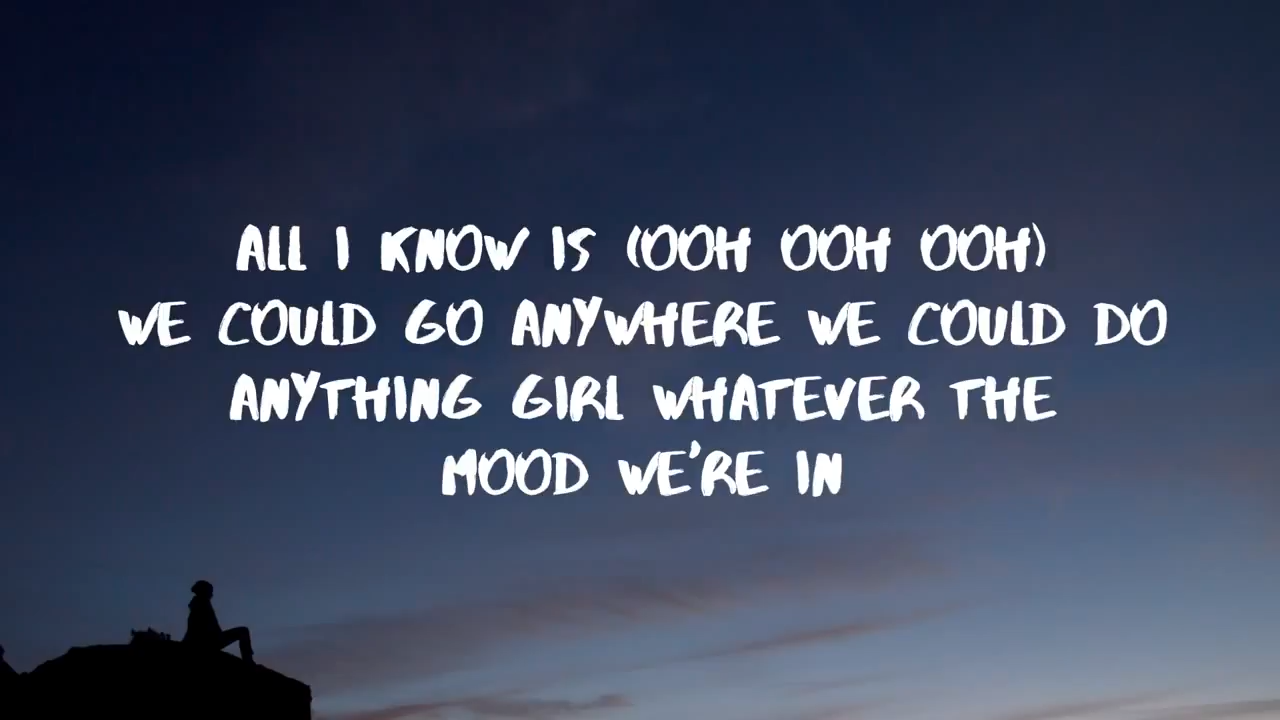 ALL I KNOW IS (OOH OOH OOH)
WE COULD GO ANYWHERE WE COULD DO
ANYTHING GIRL WHATEVER THE
MOOD WE'RE IN